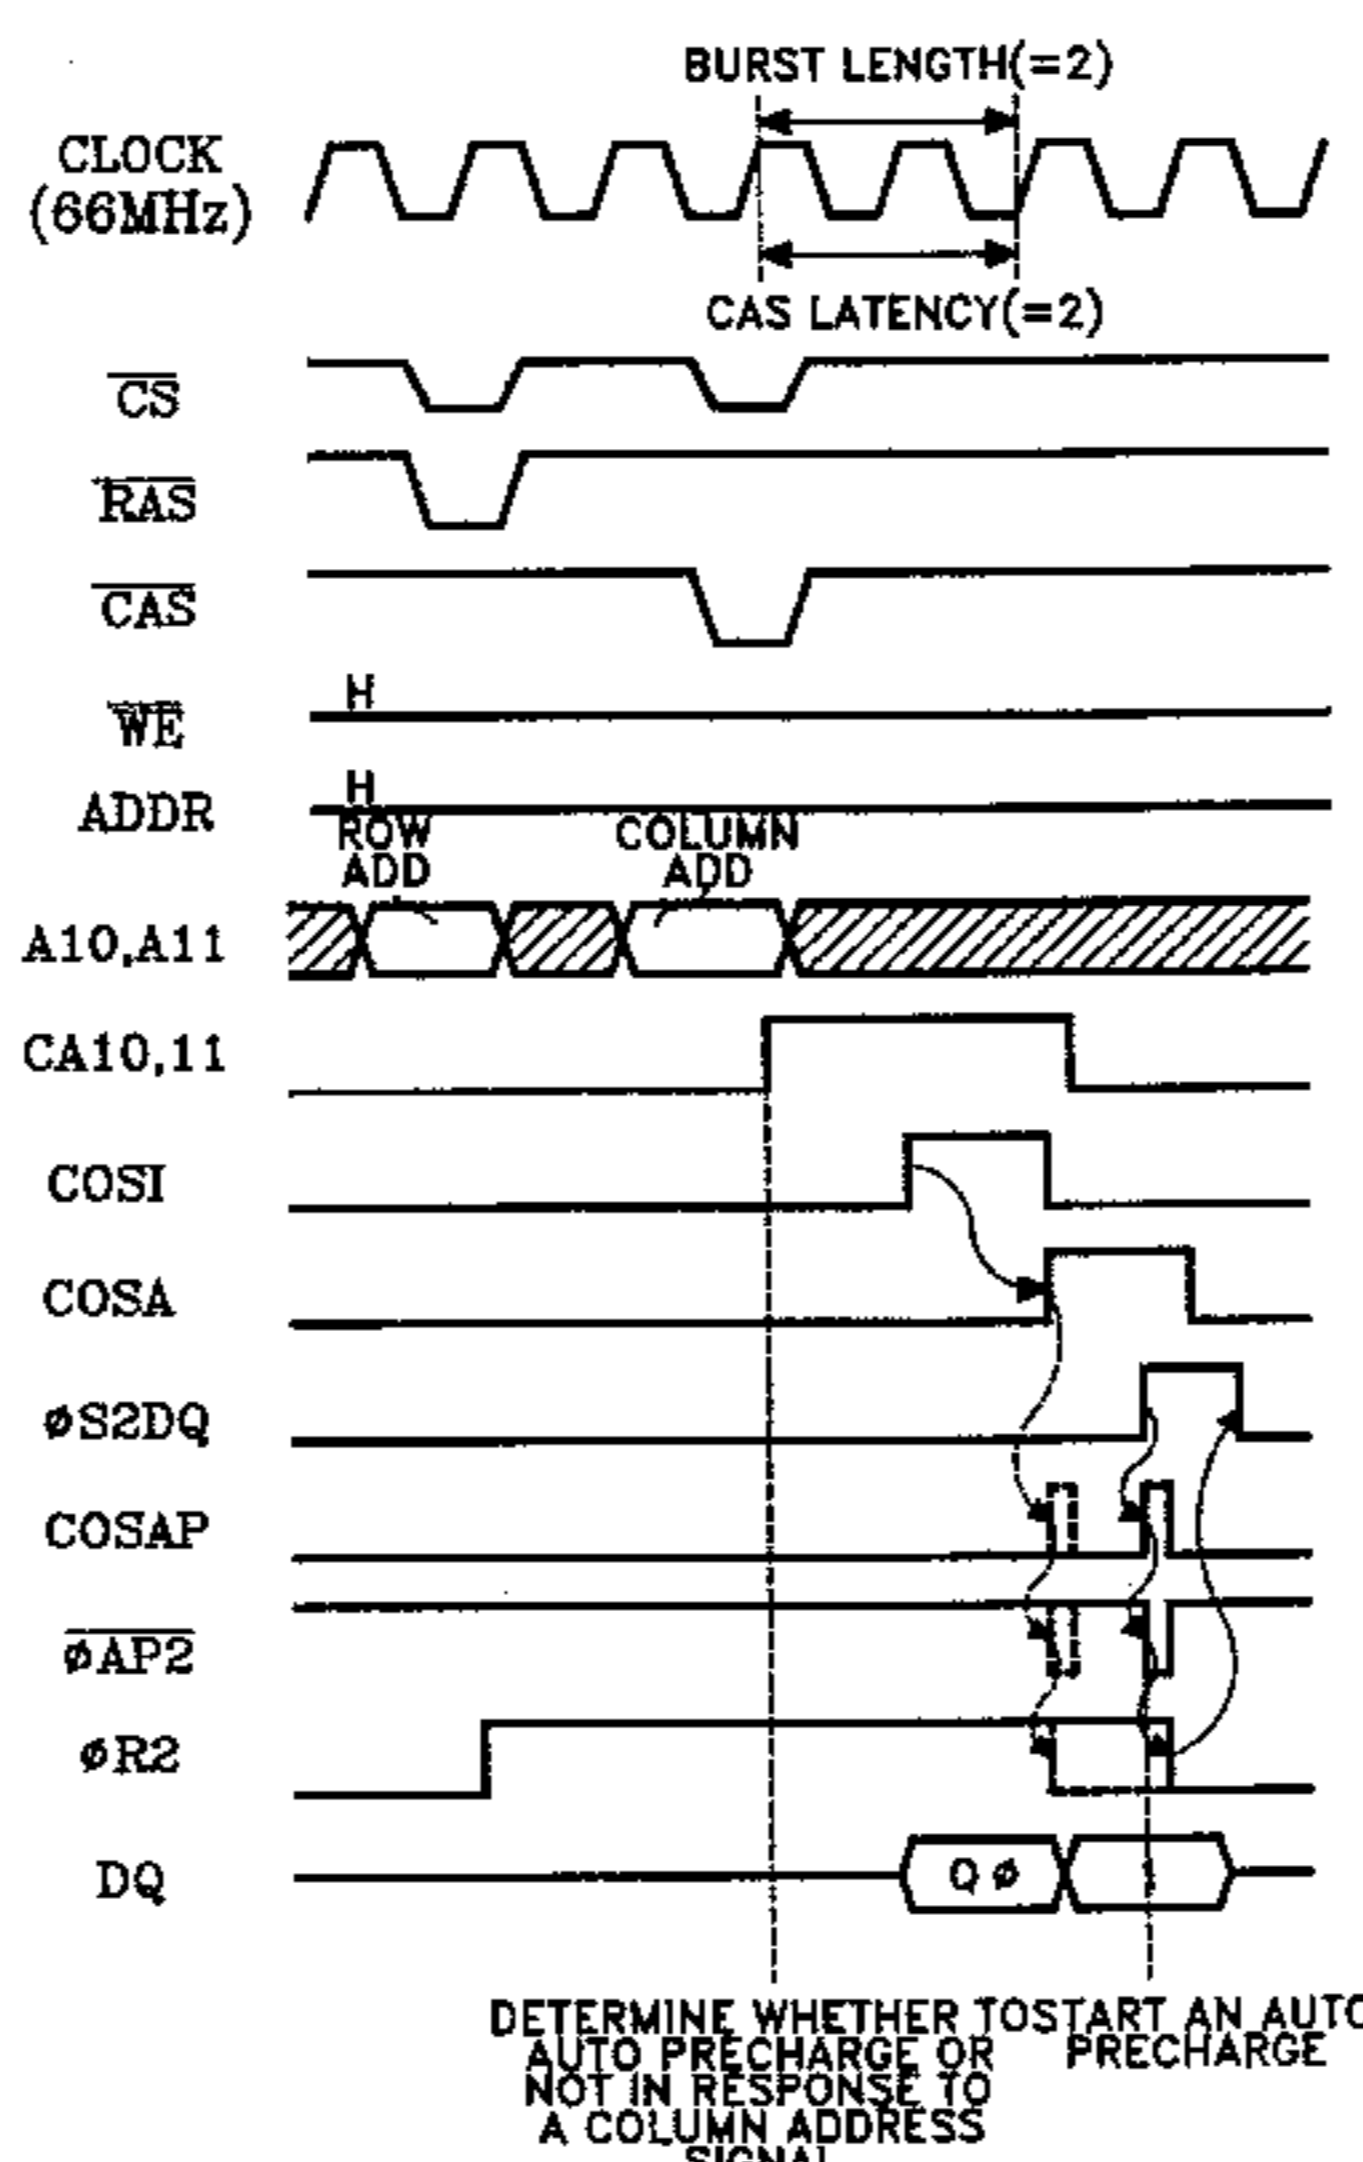 BURST LENGTH(=2)
CLOCK
(66MHz)
CAS LATENCY(=2)
CS
RAS
CAS
H
WE
H
ADDR
ROW
ADD
COLUMN
ADD
A10,A11
CA10,11
COSI
COSA
øS2DQ
COSAP
øAP2
øR2
DQ
Qø
DETERMINE WHETHER TO
AUTO PRECHARGE OR
NOT IN RESPONSE TO
A COLUMN ADDRESS
SIGNAL
START AN AUTO
PRECHARGE